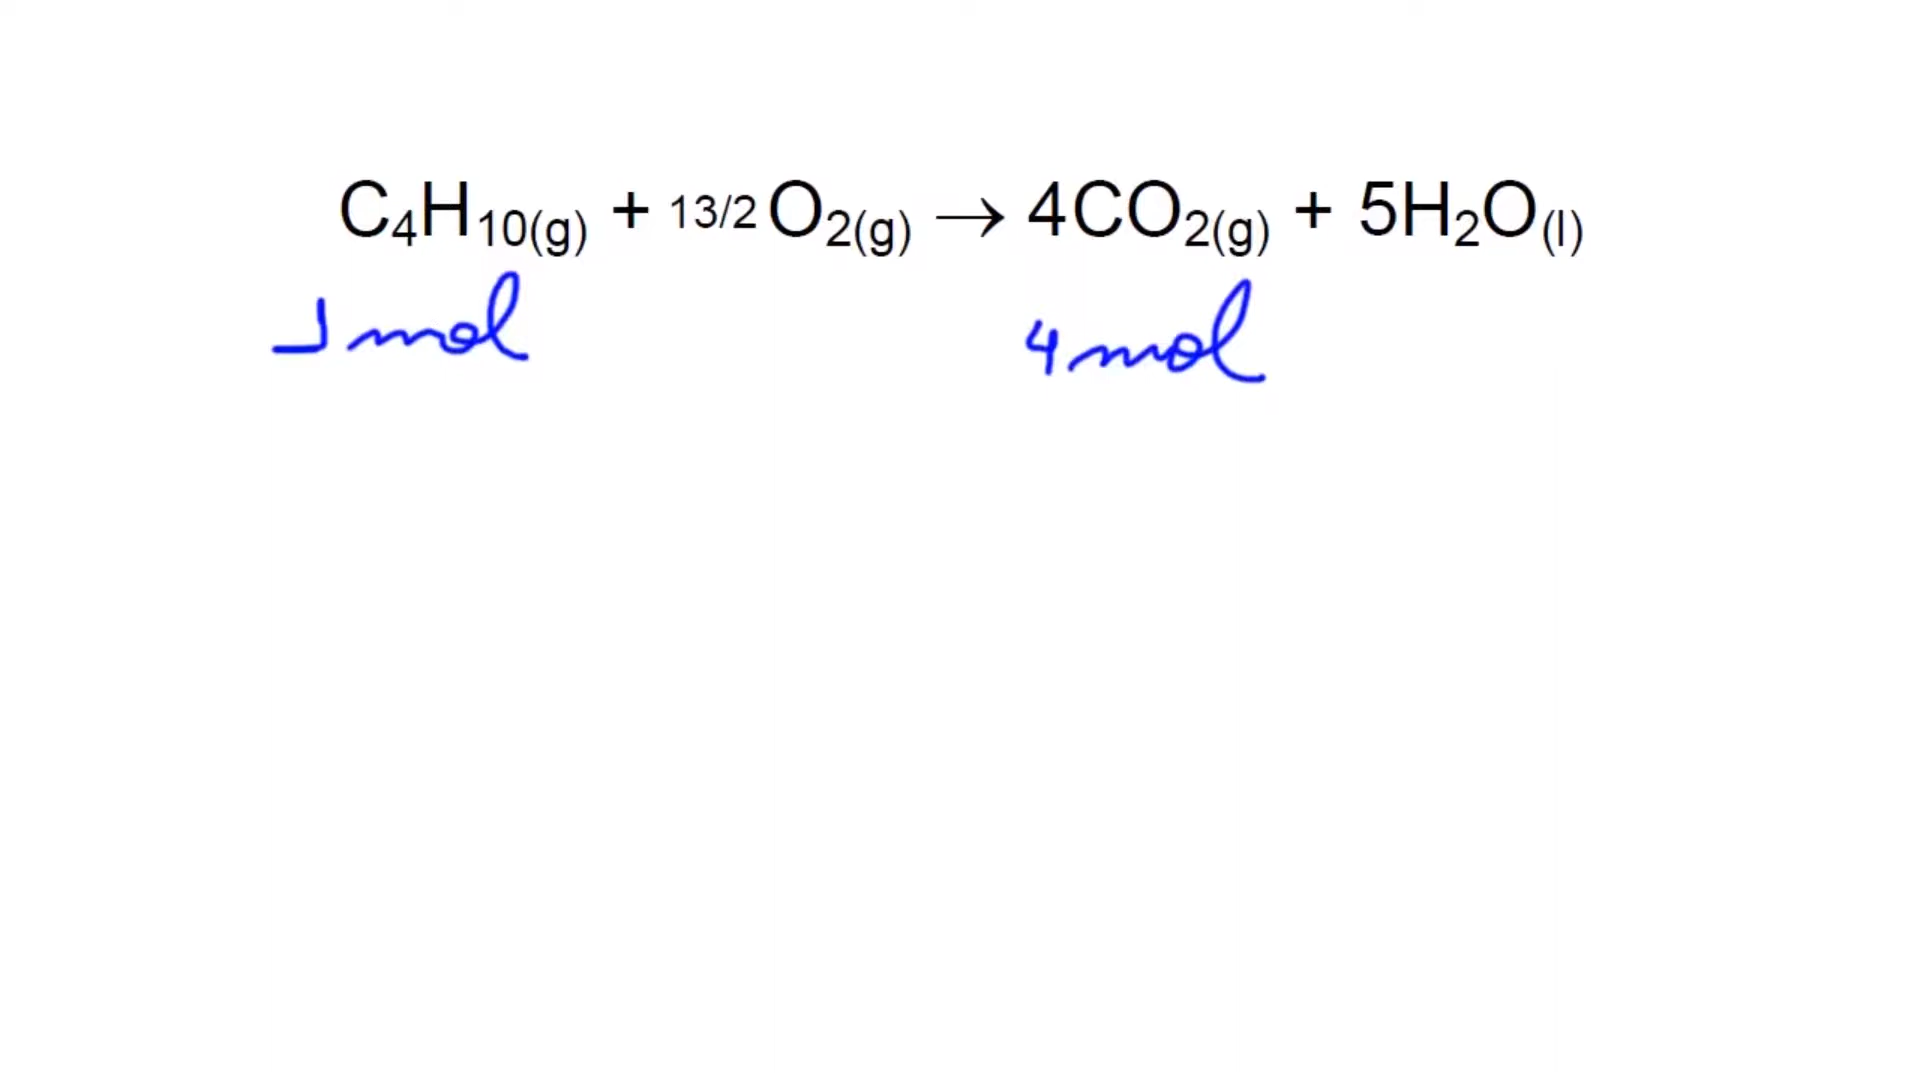 C₄H₁₀(g) + 13/2 O₂(g) → 4CO₂(g) + 5H₂O(l)
1 mol 4 mol